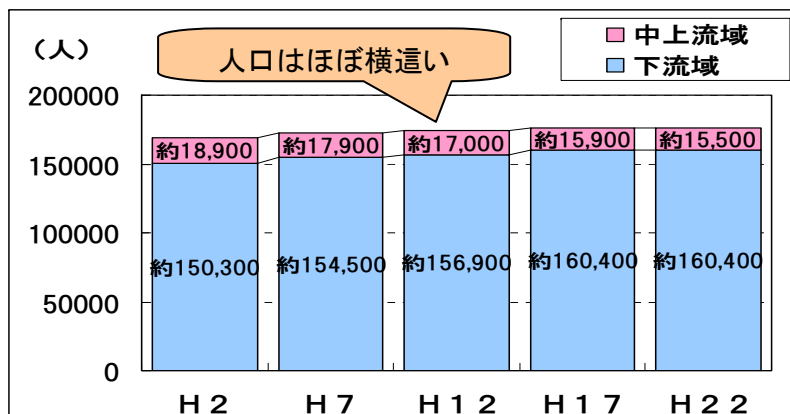 （人）
人口はほぼ横這い
中上流域
下流域
200000
150000
100000
50000
0
約18,900
約17,900
約17,000
約15,900
約15,500
約150,300
約154,500
約156,900
約160,400
約160,400
Ｈ２
Ｈ７
Ｈ１２
Ｈ１７
Ｈ２２